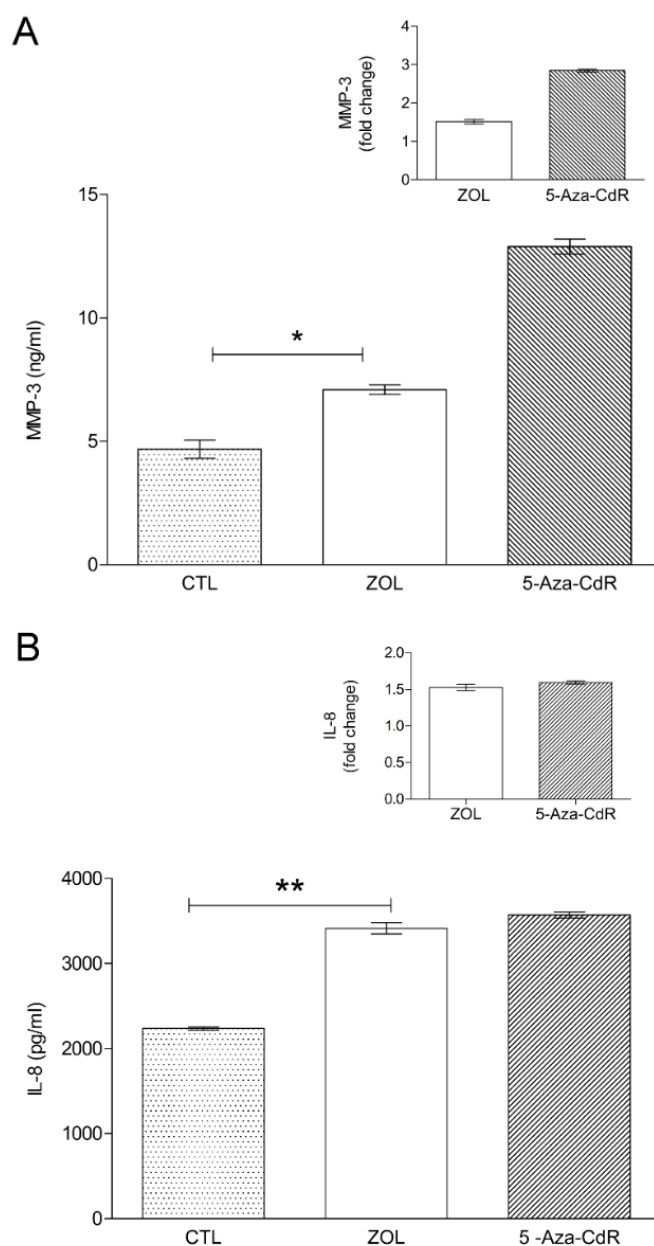 A
MMP-3
(fold change)
4
3
2
1
0
ZOL
5-Aza-CdR
MMP-3 (ng/ml)
15
10
5
0
*
CTL
ZOL
5-Aza-CdR
B
IL-8
(fold change)
2.0
1.5
1.0
0.5
0.0
ZOL
5-Aza-CdR
IL-8 (pg/ml)
4000
3000
2000
1000
0
**
CTL
ZOL
5 -Aza-CdR